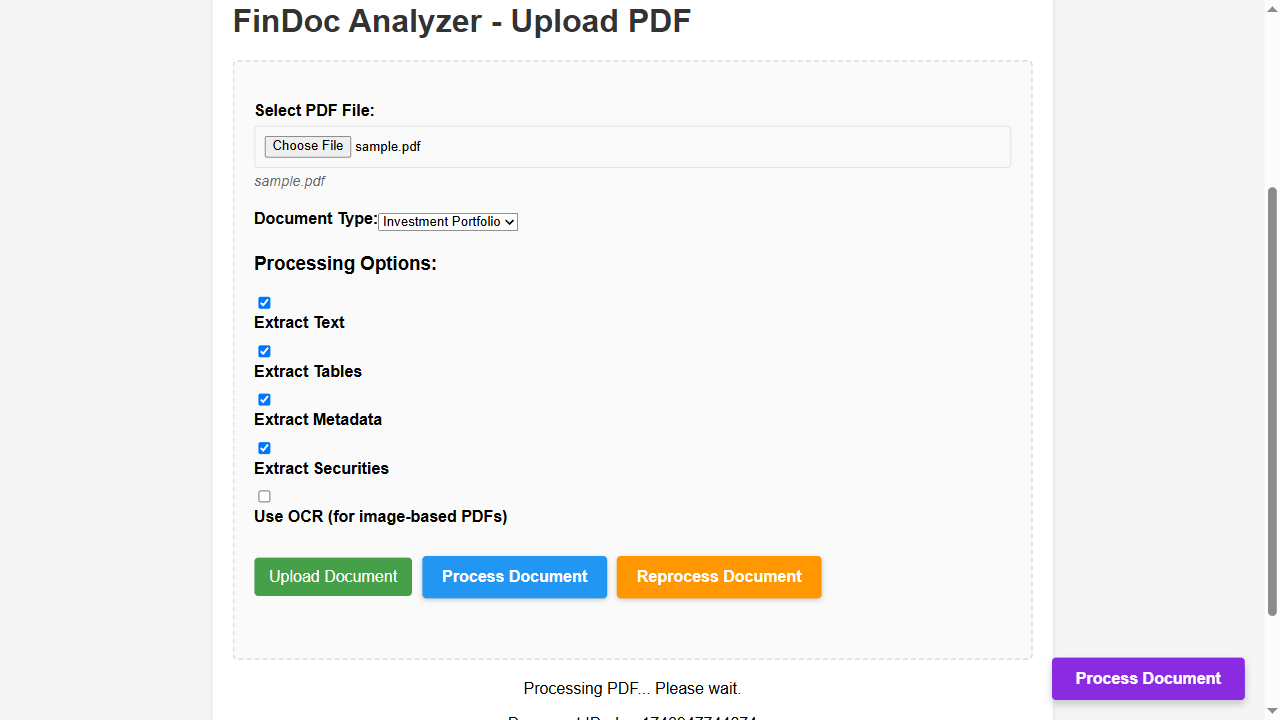 FinDoc Analyzer - Upload PDF
Select PDF File:
Choose File sample.pdf
sample.pdf
Document Type: Investment Portfolio
Processing Options:
Extract Text
Extract Tables
Extract Metadata
Extract Securities
Use OCR (for image-based PDFs)
Upload Document Process Document Reprocess Document
Process Document
Processing PDF... Please wait.